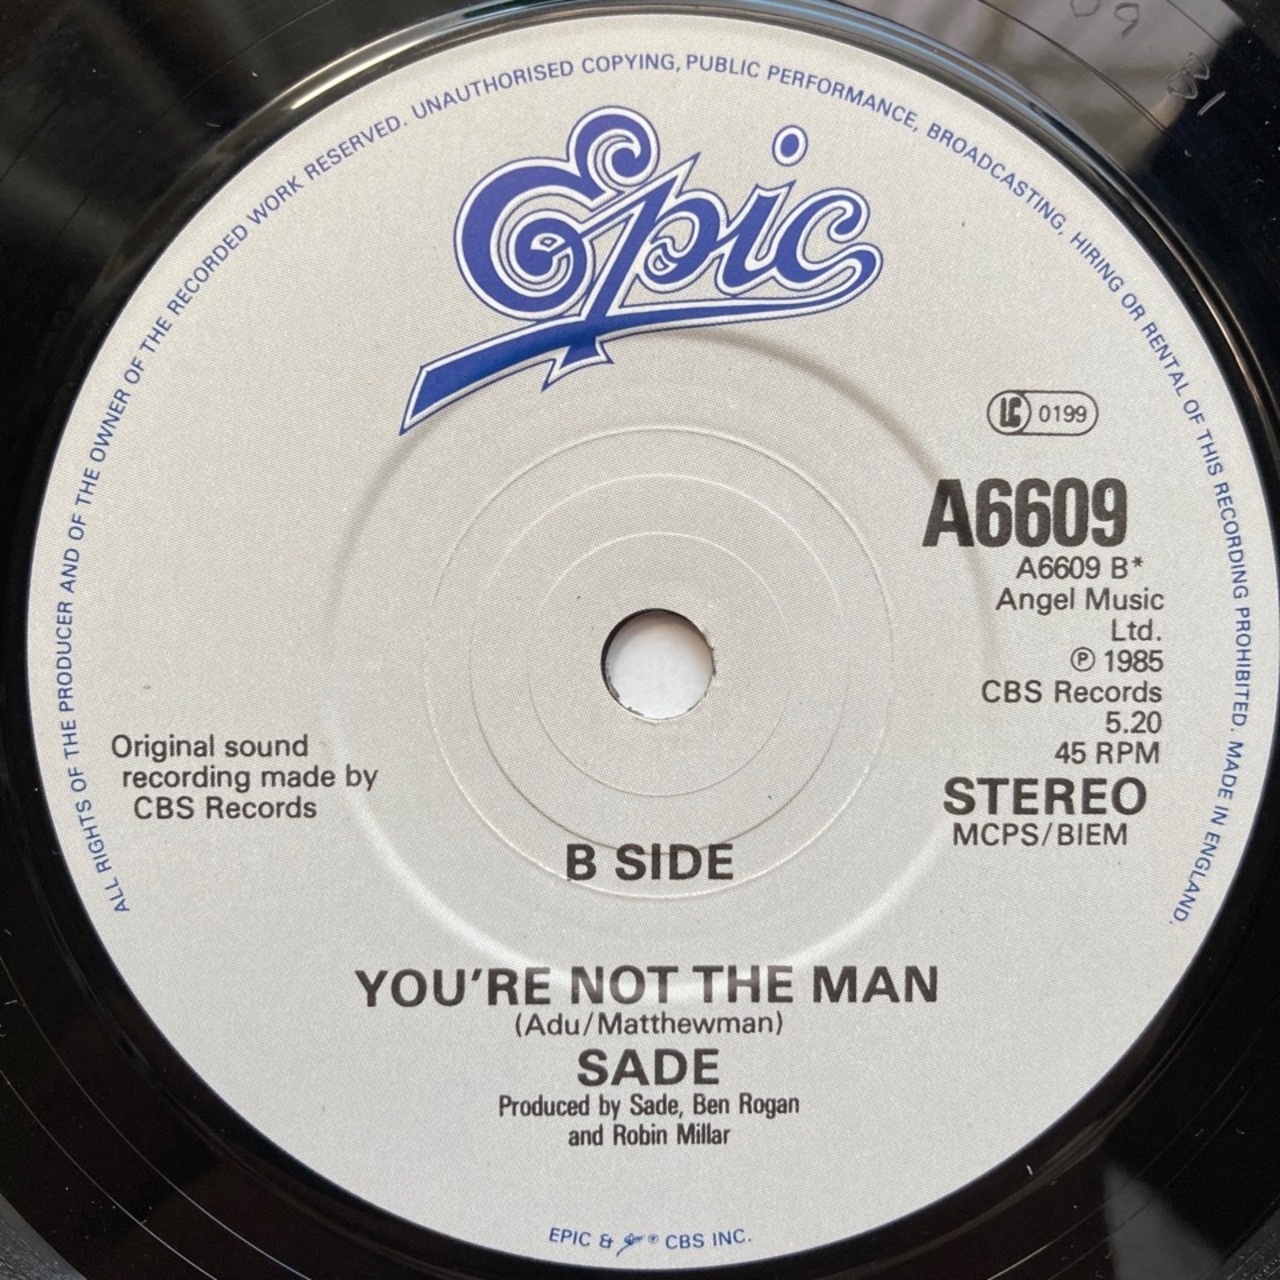 ALL RIGHTS OF THE PRODUCER AND OF THE OWNER OF THE RECORDED WORK RESERVED. UNAUTHORISED COPYING, PUBLIC PERFORMANCE, BROADCASTING, HIRING OR RENTAL OF THIS RECORDING PROHIBITED. MADE IN ENGLAND.
Epic
LC 0199
A6609
A6609 B*
Angel Music
Ltd.
℗ 1985
CBS Records
5.20
45 RPM
STEREO
MCPS/BIEM
Original sound
recording made by
CBS Records
B SIDE
YOU'RE NOT THE MAN
(Adu/Matthewman)
SADE
Produced by Sade, Ben Rogan
and Robin Millar
EPIC & ® CBS INC.